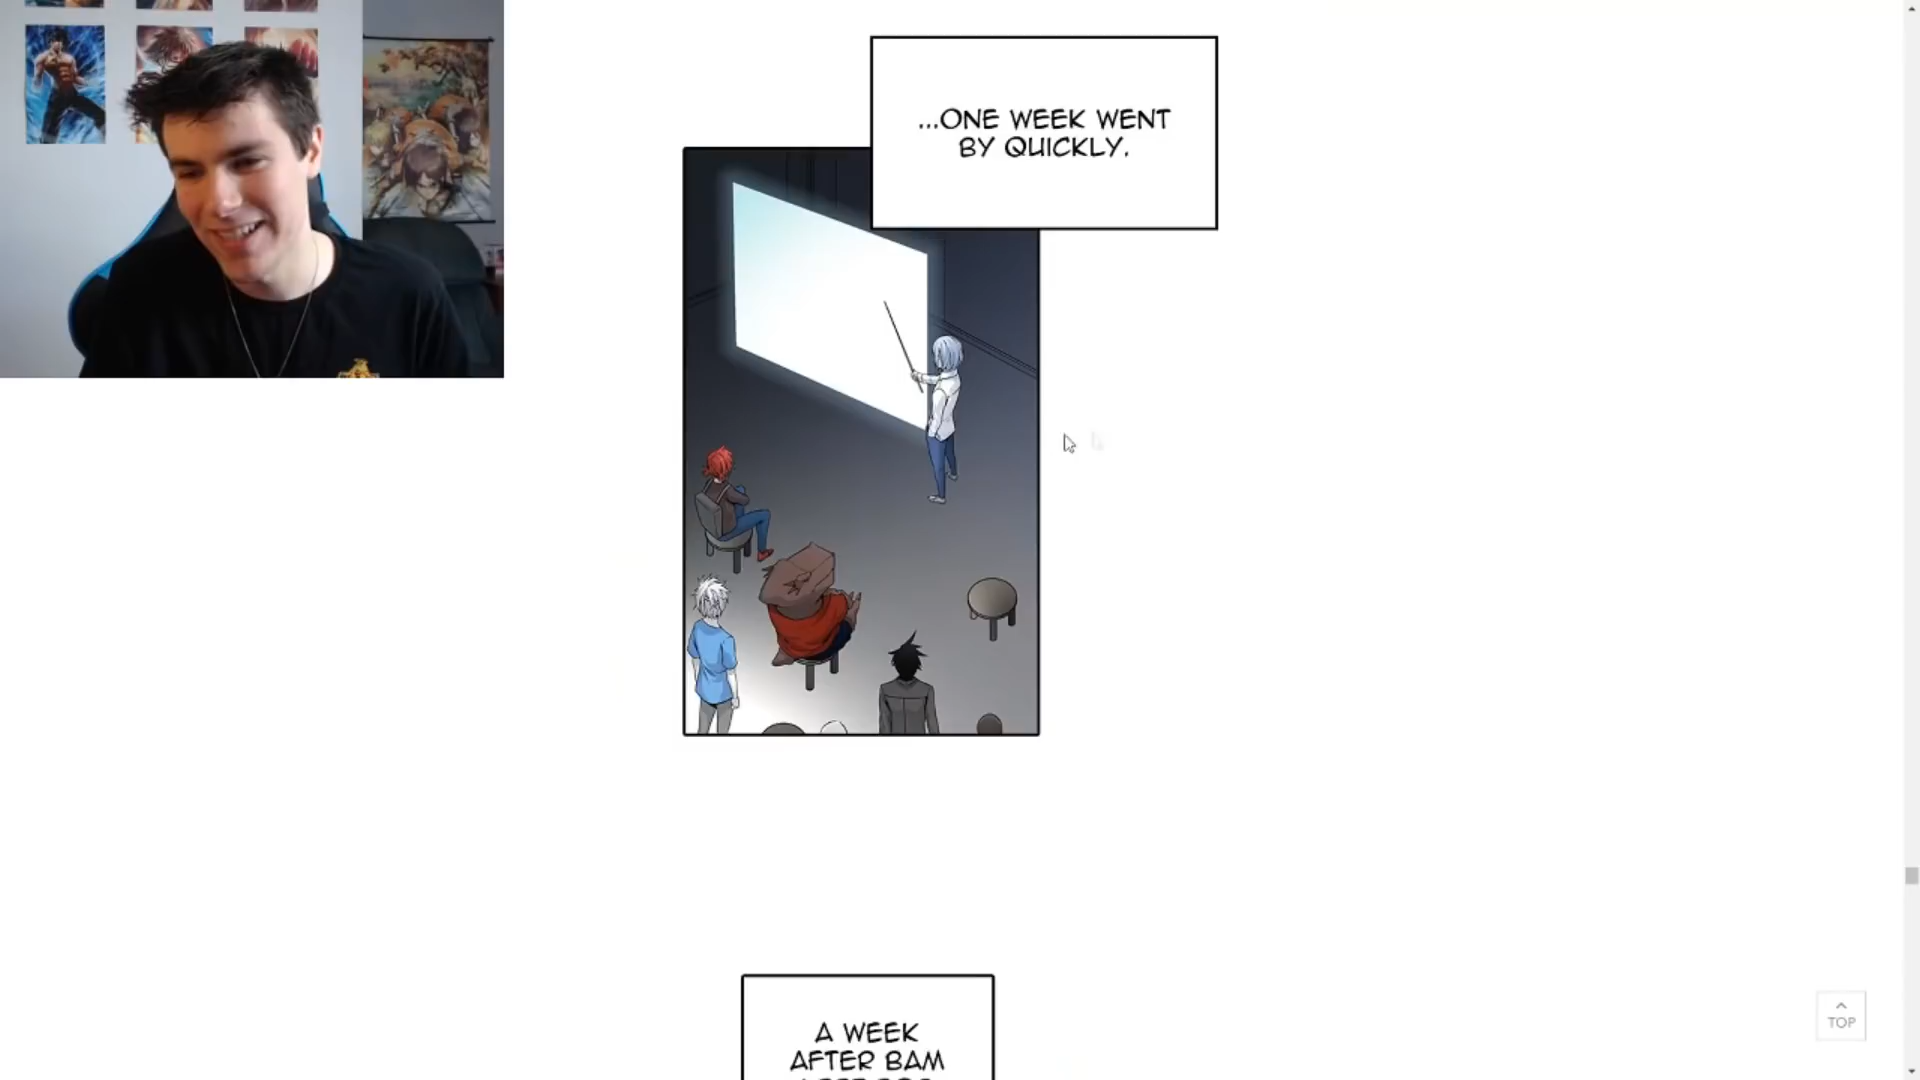 ...ONE WEEK WENT
BY QUICKLY.
A WEEK
AFTER BAM
TOP